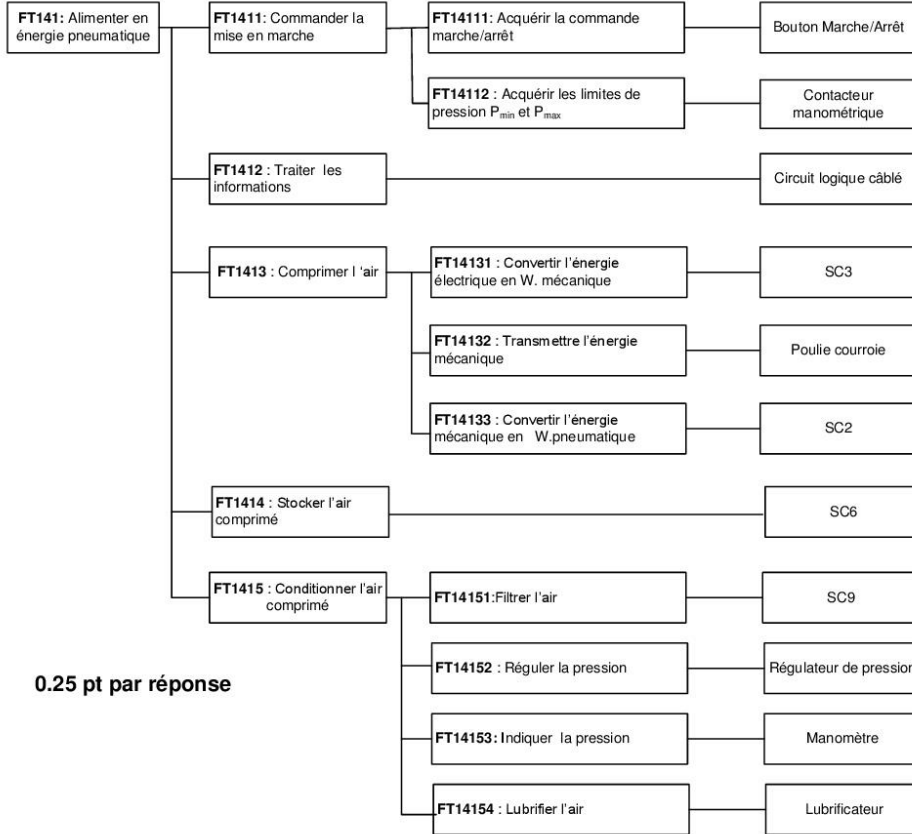 FT141: Alimenter en
énergie pneumatique
FT1411: Commander la
mise en marche
FT14111: Acquérir la commande
marche/arrêt
Bouton Marche/Arrêt
FT14112 : Acquérir les limites de
pression Pmin et Pmax
Contacteur
manométrique
FT1412 : Traiter les
informations
Circuit logique câblé
FT1413 : Comprimer l 'air
FT14131 : Convertir l'énergie
électrique en W. mécanique
SC3
FT14132 : Transmettre l'énergie
mécanique
Poulie courroie
FT14133 : Convertir l'énergie
mécanique en W.pneumatique
SC2
FT1414 : Stocker l'air
comprimé
SC6
FT1415 : Conditionner l'air
comprimé
FT14151:Filtrer l'air
SC9
FT14152 : Réguler la pression
Régulateur de pression
0.25 pt par réponse
FT14153: Indiquer la pression
Manomètre
FT14154 : Lubrifier l'air
Lubrificateur